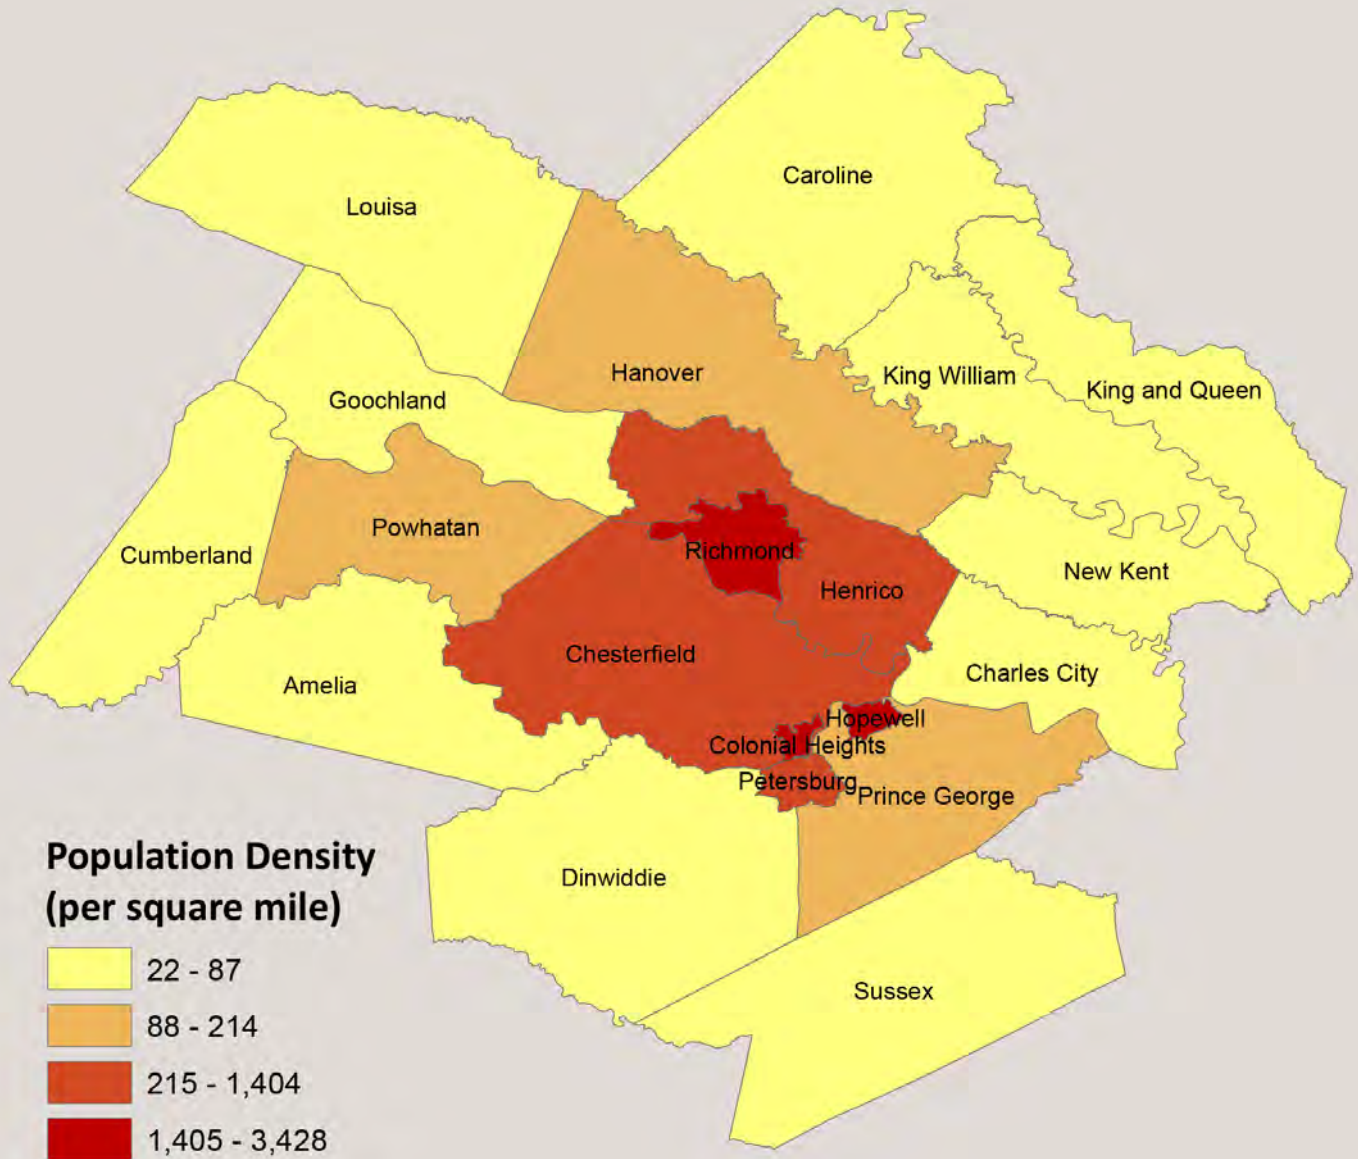 Caroline
Louisa
Hanover
King William
King and Queen
Goochland
Powhatan
Cumberland
Richmond
New Kent
Henrico
Chesterfield
Charles City
Amelia
Hopewell
Colonial Heights
Petersburg
Prince George
Dinwiddie
Sussex
Population Density
(per square mile)
22 - 87
88 - 214
215 - 1,404
1,405 - 3,428